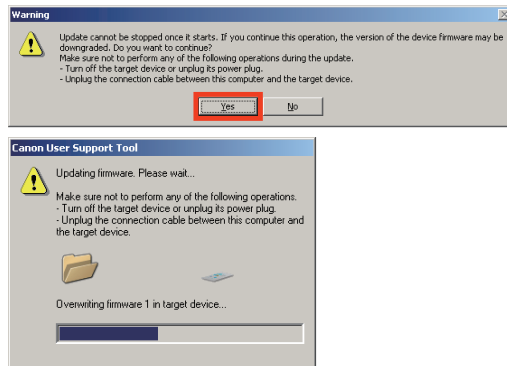 Warning
Update cannot be stopped once it starts. If you continue this operation, the version of the device firmware may be
downgraded. Do you want to continue?
Make sure not to perform any of the following operations during the update.
- Turn off the target device or unplug its power plug.
- Unplug the connection cable between this computer and the target device.
Yes No
Canon User Support Tool
Updating firmware. Please wait...
Make sure not to perform any of the following operations.
- Turn off the target device or unplug its power plug.
- Unplug the connection cable between this computer and
the target device.
Overwriting firmware 1 in target device...